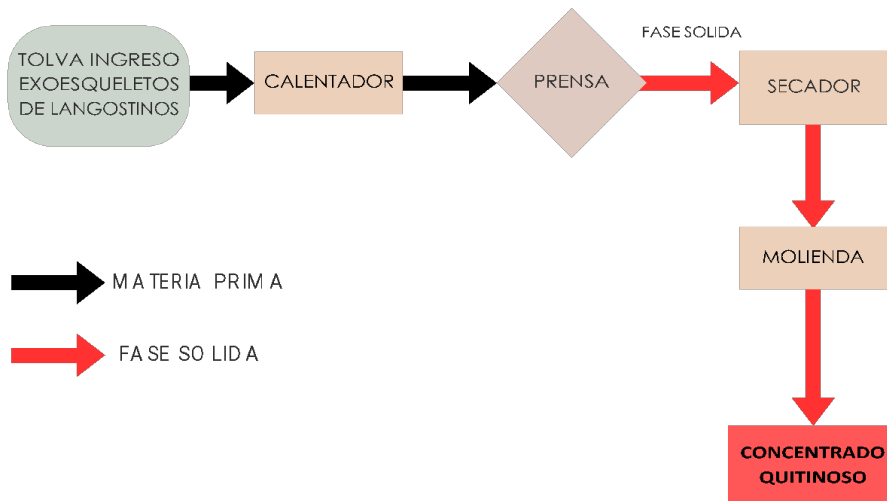 TOLVA INGRESO
EXOESQUELETOS
DE LANGOSTINOS
CALENTADOR
PRENSA
FASE SOLIDA
SECADOR
MOLIENDA
MATERIA PRIMA
FASE SOLIDA
CONCENTRADO
QUITINOSO